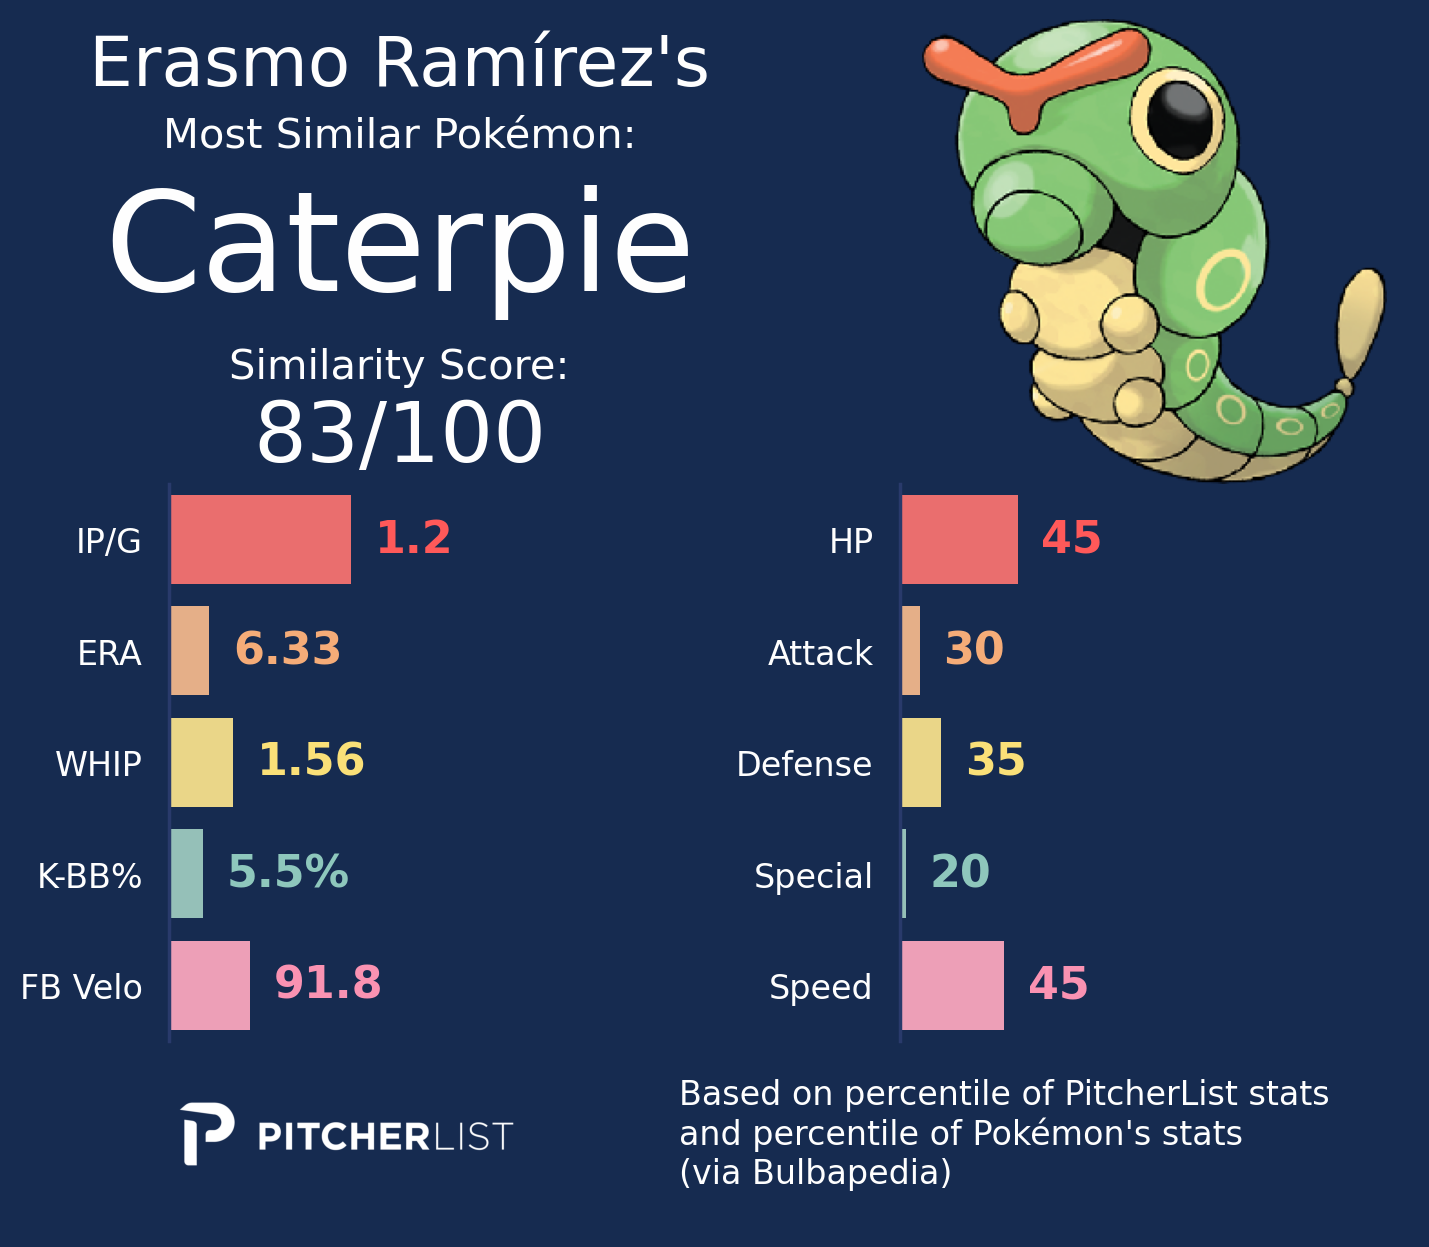 Erasmo Ramírez's
Most Similar Pokémon:
Caterpie
Similarity Score:
83/100
IP/G 1.2
ERA 6.33
WHIP 1.56
K-BB% 5.5%
FB Velo 91.8
HP 45
Attack 30
Defense 35
Special 20
Speed 45
PITCHERLIST
Based on percentile of PitcherList stats
and percentile of Pokémon's stats
(via Bulbapedia)